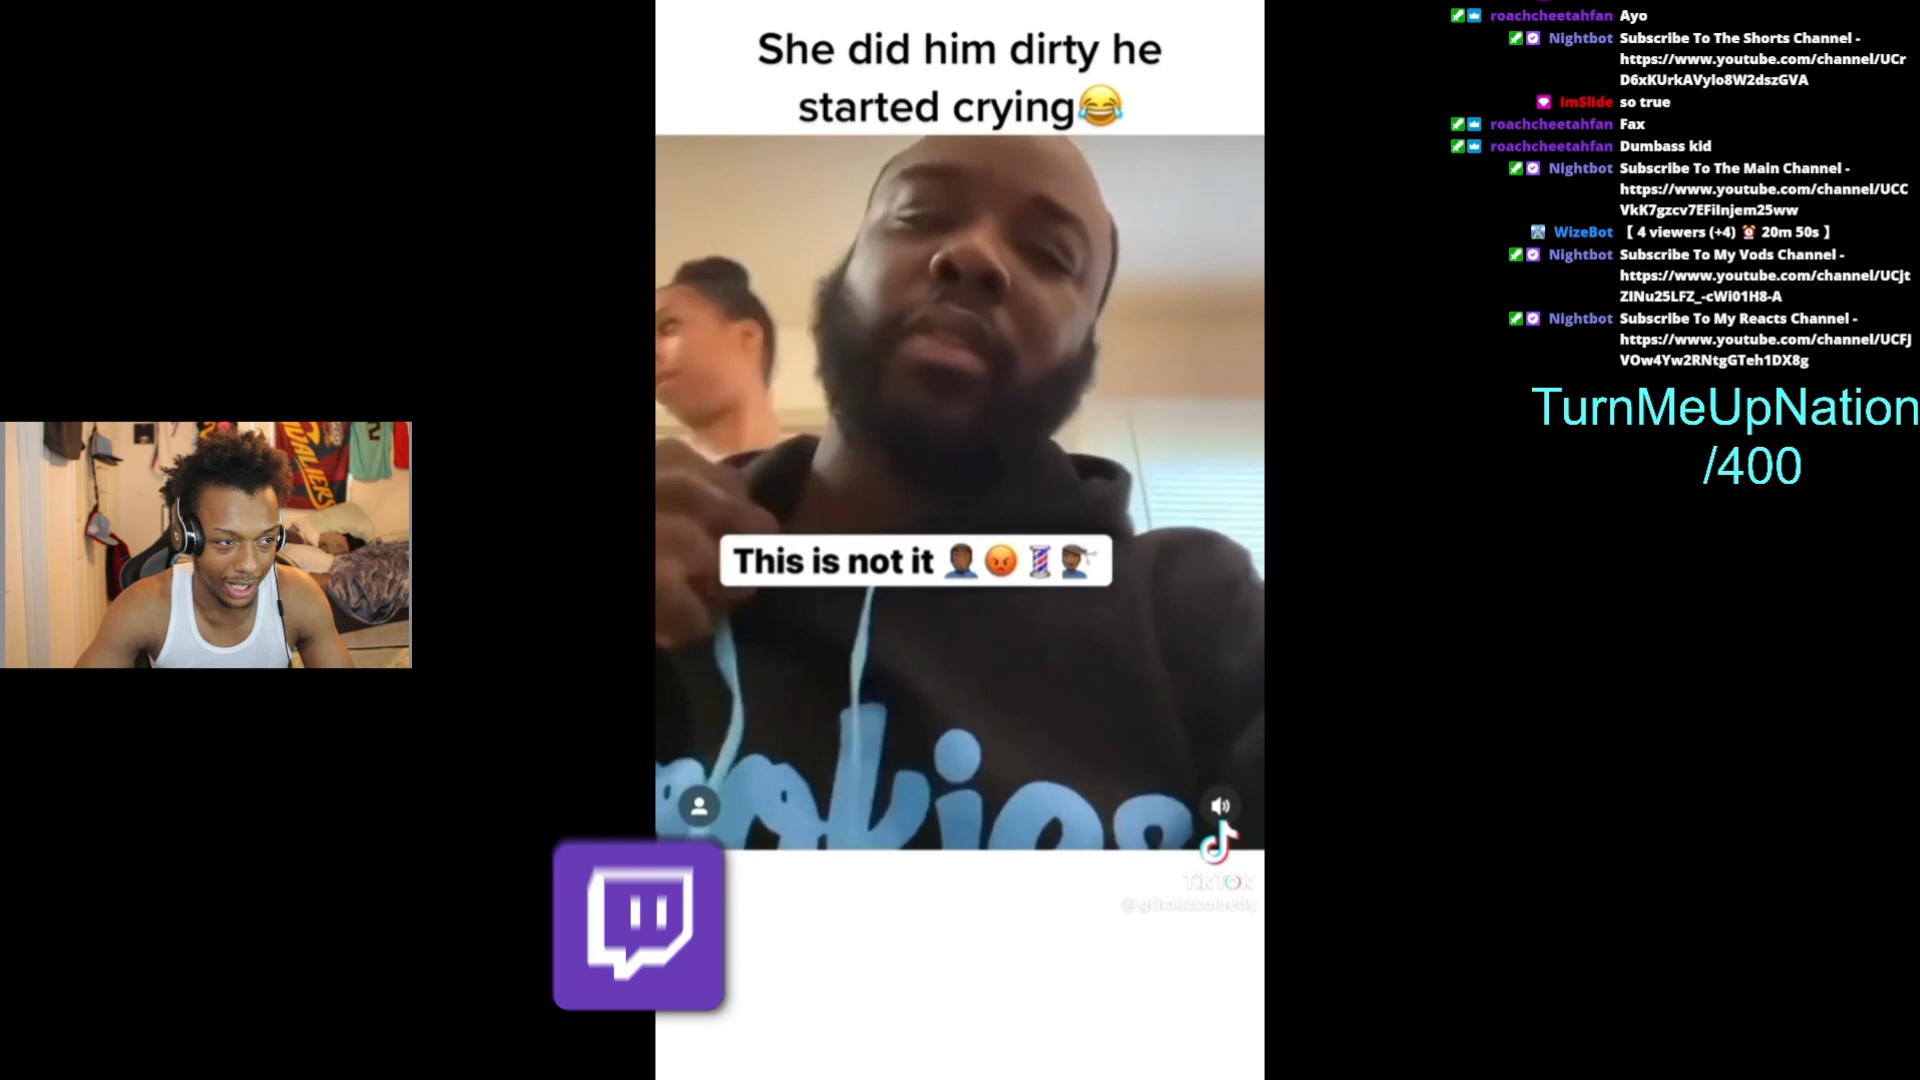 She did him dirty he
started crying😂
This is not it 🤦🏾‍♂️😡💈💇🏾‍♂️
TikTok
roachcheetahfan Ayo
Nightbot Subscribe To The Shorts Channel -
https://www.youtube.com/channel/UCr
D6xKUrkAVylo8W2dszGVA
ImSlide so true
roachcheetahfan Fax
roachcheetahfan Dumbass kid
Nightbot Subscribe To The Main Channel -
https://www.youtube.com/channel/UCC
VkK7gzcv7EFiInjem25ww
WizeBot 【 4 viewers (+4) ⏰ 20m 50s 】
Nightbot Subscribe To My Vods Channel -
https://www.youtube.com/channel/UCjt
ZINu25LFZ_-cWl01H8-A
Nightbot Subscribe To My Reacts Channel -
https://www.youtube.com/channel/UCFJ
VOw4Yw2RNtgGTeh1DX8g
TurnMeUpNation
/400